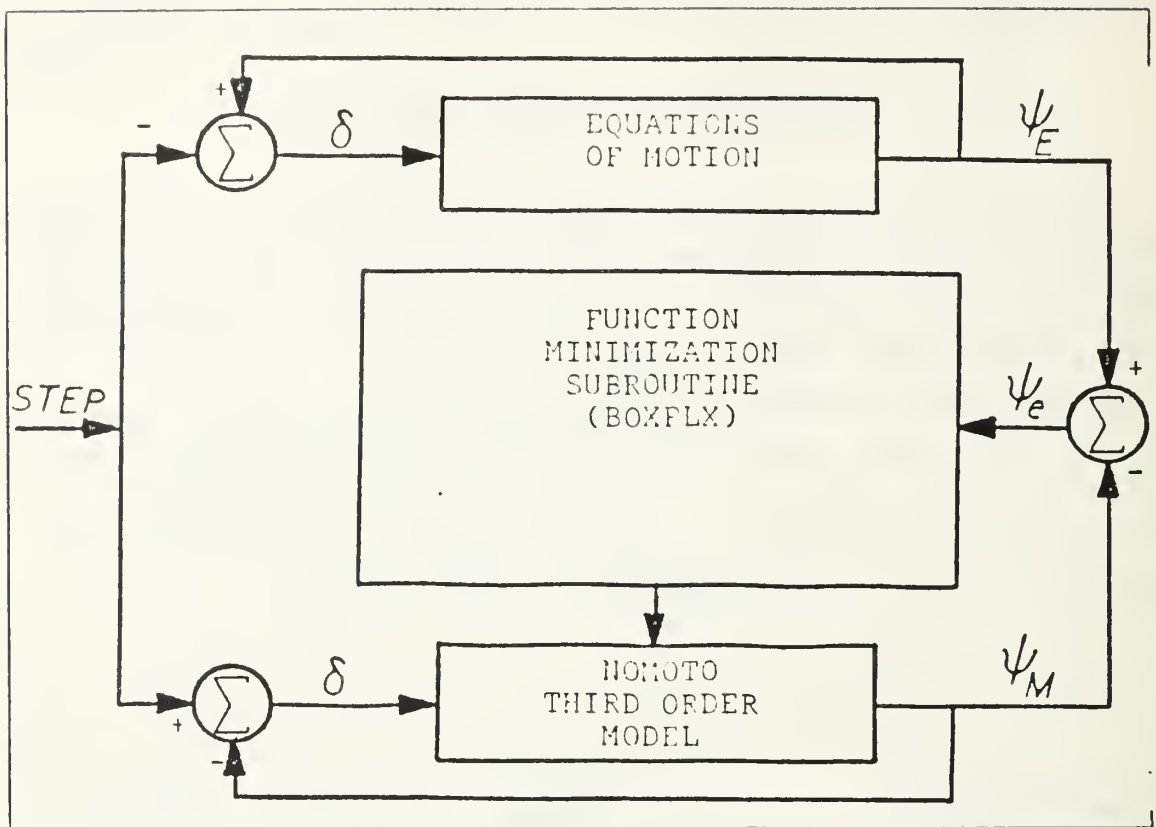 +
-
Σ
δ
EQUATIONS
OF MOTION
ψE
FUNCTION
MINIMIZATION
SUBROUTINE
(BOXFLX)
STEP
ψe
+
Σ
-
δ
NOMOTO
THIRD ORDER
MODEL
ψM
Σ
+
-